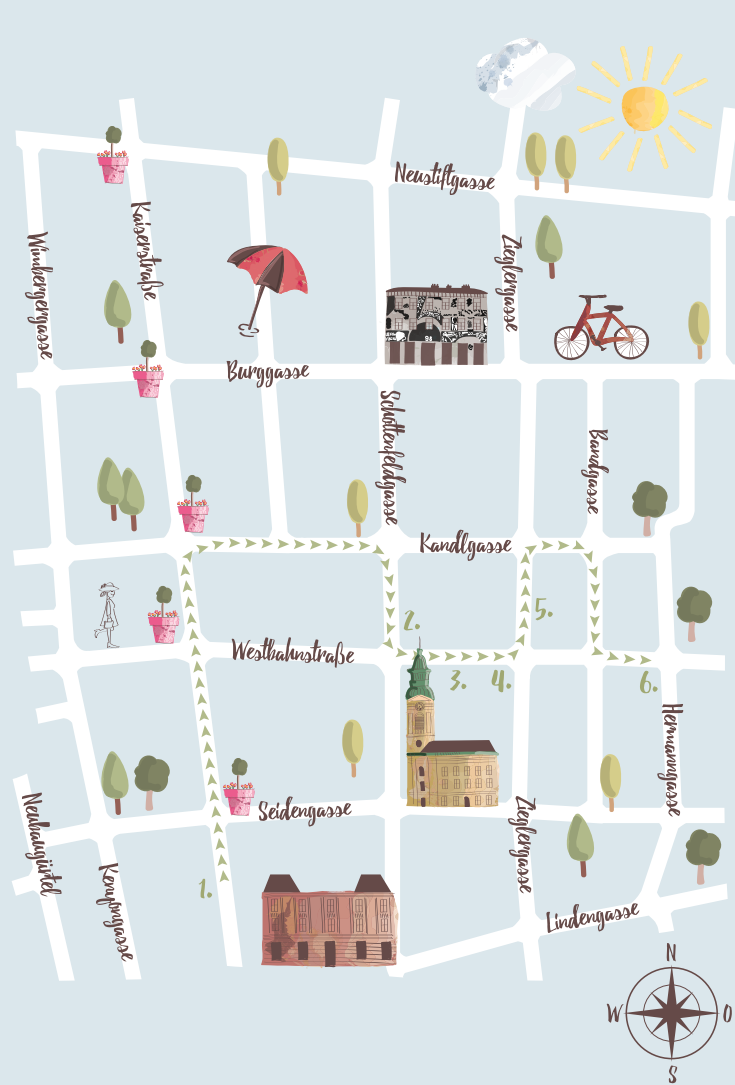 Neustiftgasse
Kaiserstraße
Wimbergergasse
Zieglergasse
Burggasse
Schottenfeldgasse
Bandgasse
Kandlgasse
2.
5.
Westbahnstraße
3.
4.
6.
Hermanngasse
Seidengasse
Neubaugürtel
Zieglergasse
Kenyongasse
1.
Lindengasse
N
W
O
S